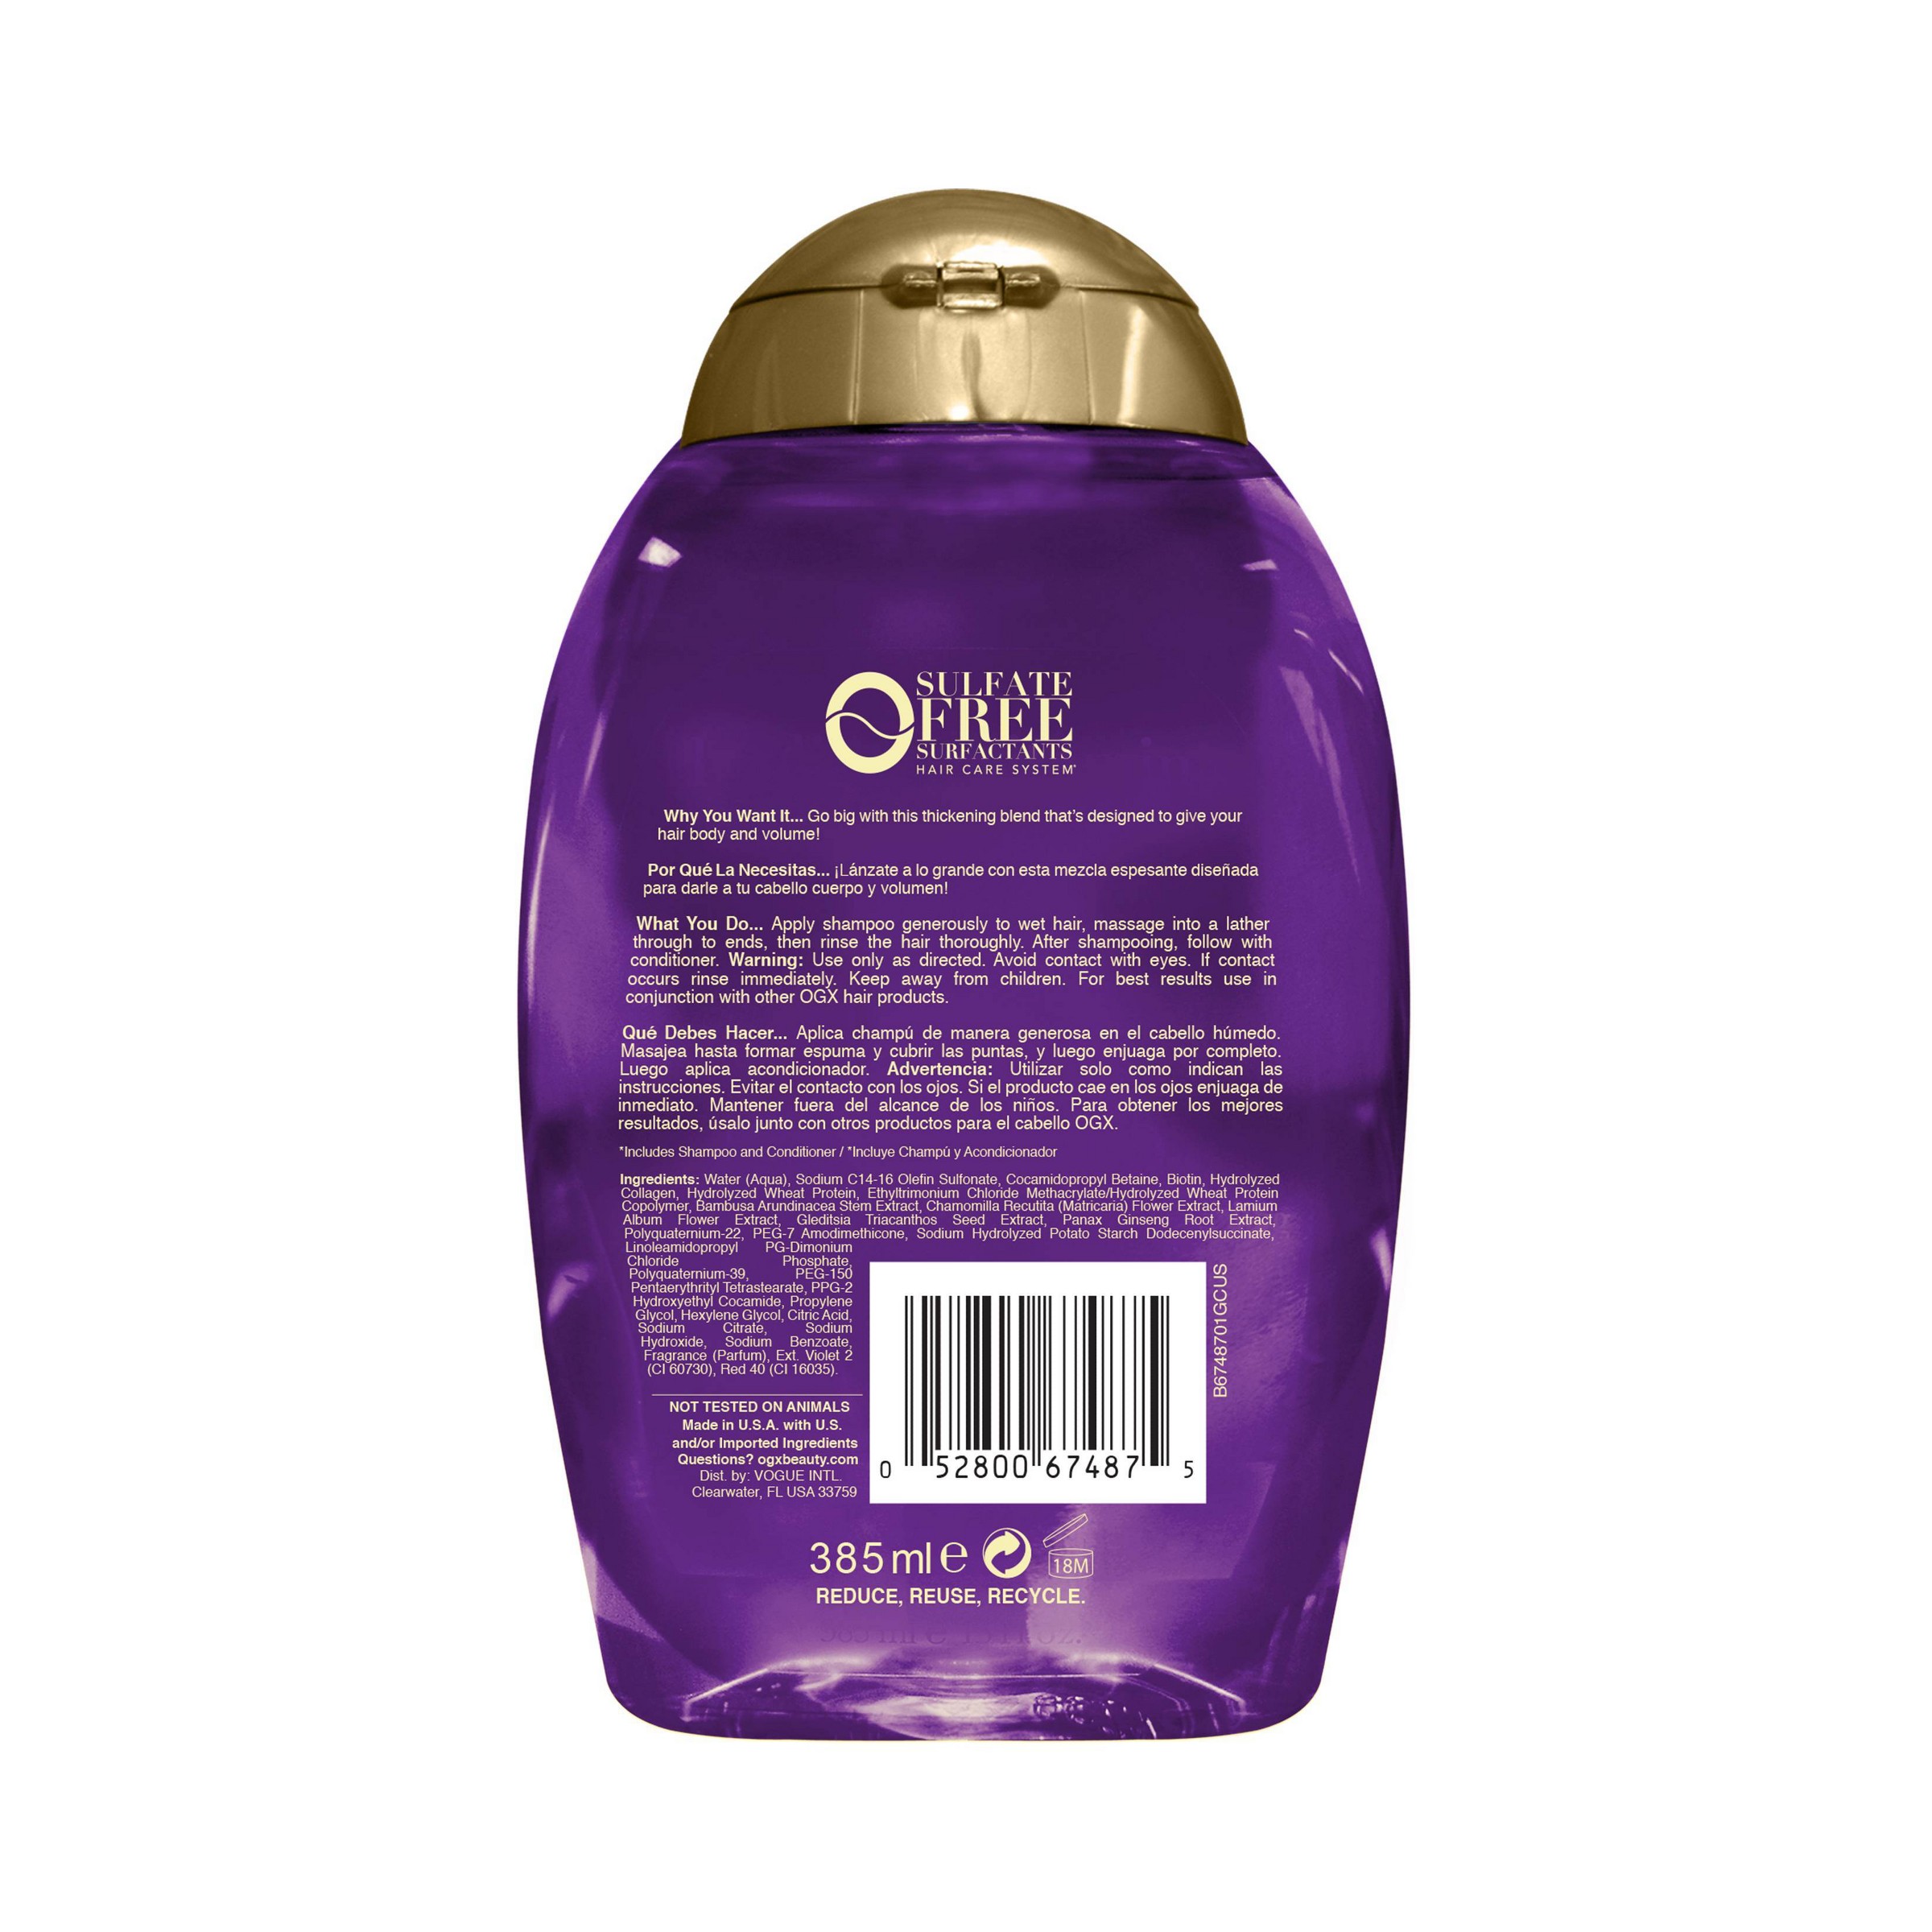 SULFATE
FREE
SURFACTANTS
HAIR CARE SYSTEM*
Why You Want It... Go big with this thickening blend that's designed to give your
hair body and volume!
Por Qué La Necesitas... ¡Lánzate a lo grande con esta mezcla espesante diseñada
para darle a tu cabello cuerpo y volumen!
What You Do... Apply shampoo generously to wet hair, massage into a lather
through to ends, then rinse the hair thoroughly. After shampooing, follow with
conditioner. Warning: Use only as directed. Avoid contact with eyes. If contact
occurs rinse immediately. Keep away from children. For best results use in
conjunction with other OGX hair products.
Qué Debes Hacer... Aplica champú de manera generosa en el cabello húmedo.
Masajea hasta formar espuma y cubrir las puntas, y luego enjuaga por completo.
Luego aplica acondicionador. Advertencia: Utilizar solo como indican las
instrucciones. Evitar el contacto con los ojos. Si el producto cae en los ojos enjuaga de
inmediato. Mantener fuera del alcance de los niños. Para obtener los mejores
resultados, úsalo junto con otros productos para el cabello OGX.
*Includes Shampoo and Conditioner / *Incluye Champú y Acondicionador
Ingredients: Water (Aqua), Sodium C14-16 Olefin Sulfonate, Cocamidopropyl Betaine, Biotin, Hydrolyzed
Collagen, Hydrolyzed Wheat Protein, Ethyltrimonium Chloride Methacrylate/Hydrolyzed Wheat Protein
Copolymer, Bambusa Arundinacea Stem Extract, Chamomilla Recutita (Matricaria) Flower Extract, Lamium
Album Flower Extract, Gleditsia Triacanthos Seed Extract, Panax Ginseng Root Extract,
Polyquaternium-22, PEG-7 Amodimethicone, Sodium Hydrolyzed Potato Starch Dodecenylsuccinate,
Linoleamidopropyl PG-Dimonium
Chloride Phosphate,
Polyquaternium-39, PEG-150
Pentaerythrityl Tetrastearate, PPG-2
Hydroxyethyl Cocamide, Propylene
Glycol, Hexylene Glycol, Citric Acid,
Sodium Citrate, Sodium
Hydroxide, Sodium Benzoate,
Fragrance (Parfum), Ext. Violet 2
(CI 60730), Red 40 (CI 16035).
NOT TESTED ON ANIMALS
Made in U.S.A. with U.S.
and/or Imported Ingredients
Questions? ogxbeauty.com
Dist. by: VOGUE INTL.
Clearwater, FL USA 33759
0 52800 67487 5
B6748701GCUS
385 ml e
18M
REDUCE, REUSE, RECYCLE.